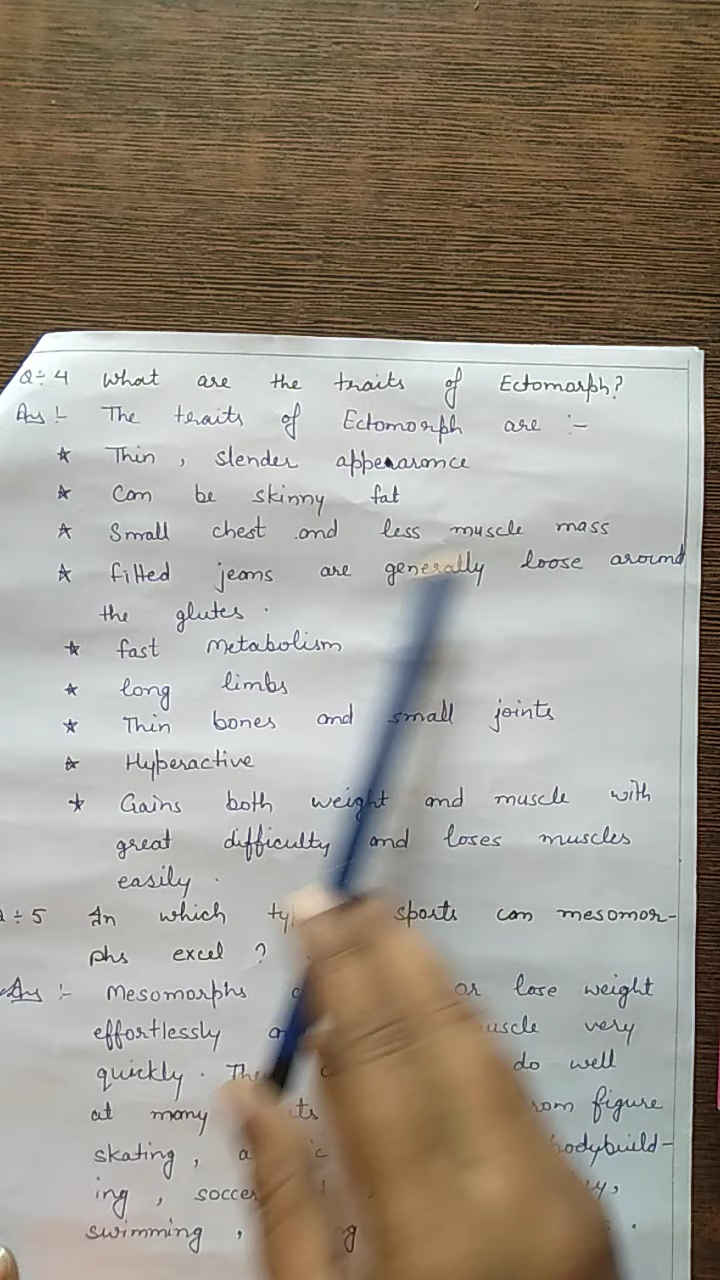 Q÷4 What are the traits of Ectomorph?
Ans :- The traits of Ectomorph are :-
★ Thin , slender appearance
★ Can be skinny fat
★ Small chest and less muscle mass
★ fitted jeans are generally loose around
the glutes .
★ fast metabolism
★ long limbs
★ Thin bones and small joints
★ Hyperactive
★ Gains both weight and muscle with
great difficulty and loses muscles
easily .
÷ 5 In which sports can mesomor-
phs excel ?
Ans :- Mesomorphs or lose weight
effortlessly very
quickly . do well
at many figure
skating ,
ing ,
swimming ,